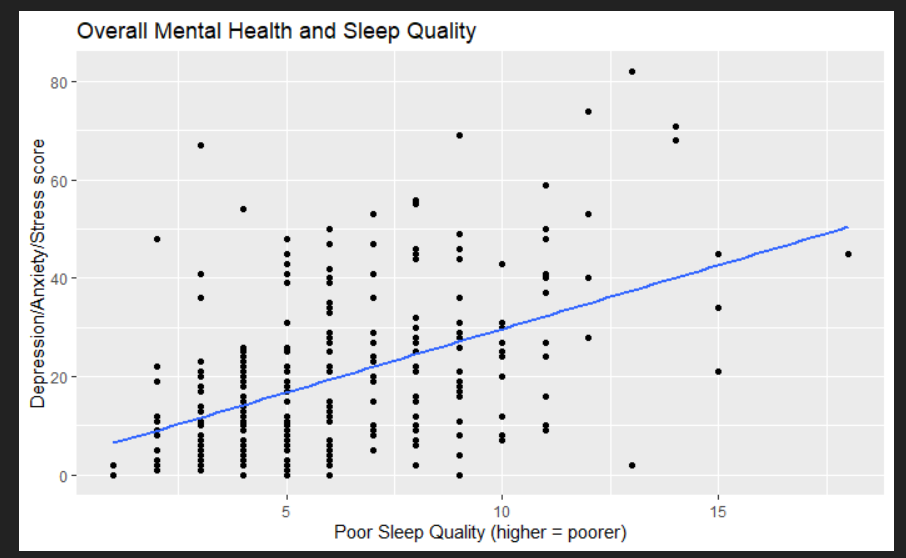 Overall Mental Health and Sleep Quality
Depression/Anxiety/Stress score
80
60
40
20
0
5 10 15
Poor Sleep Quality (higher = poorer)